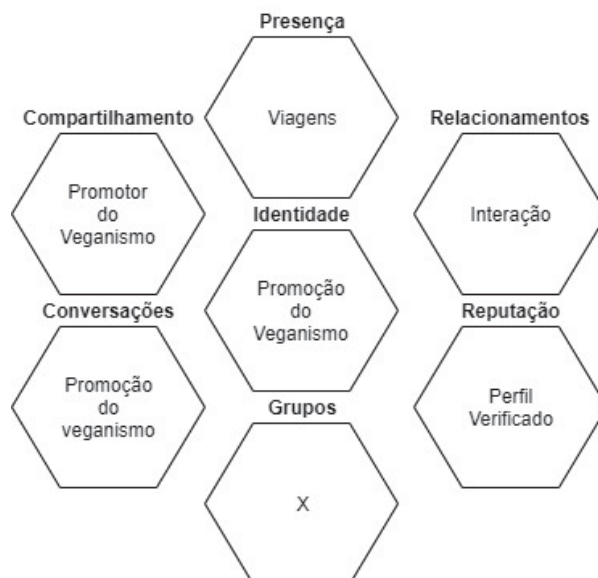 Presença
Viagens
Compartilhamento
Promotor
do
Veganismo
Relacionamentos
Interação
Identidade
Promoção
do
Veganismo
Conversações
Promoção
do
veganismo
Reputação
Perfil
Verificado
Grupos
X